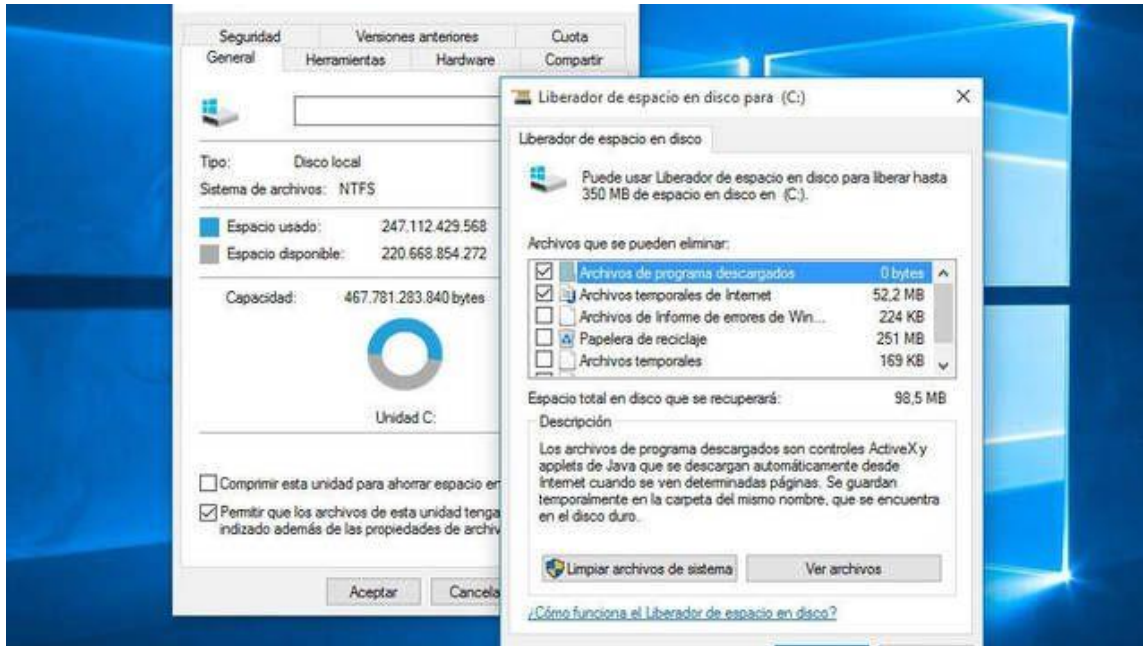 Seguridad
Versiones anteriores
Cuota
General
Herramientas
Hardware
Compartir
Tipo: Disco local
Sistema de archivos: NTFS
Espacio usado: 247.112.429.568
Espacio disponible: 220.668.854.272
Capacidad: 467.781.283.840 bytes
Unidad C:
Comprimir esta unidad para ahorrar espacio en
Permitir que los archivos de esta unidad tenga
indizado además de las propiedades de archiv
Aceptar
Cancela
Liberador de espacio en disco para (C:)
Liberador de espacio en disco
Puede usar Liberador de espacio en disco para liberar hasta
350 MB de espacio en disco en (C:).
Archivos que se pueden eliminar:
Archivos de programa descargados 0 bytes
Archivos temporales de Internet 52,2 MB
Archivos de Informe de errores de Win... 224 KB
Papelera de reciclaje 251 MB
Archivos temporales 169 KB
Espacio total en disco que se recuperará: 98,5 MB
Descripción
Los archivos de programa descargados son controles ActiveX y
applets de Java que se descargan automáticamente desde
Internet cuando se ven determinadas páginas. Se guardan
temporalmente en la carpeta del mismo nombre, que se encuentra
en el disco duro.
Limpiar archivos de sistema
Ver archivos
¿Cómo funciona el Liberador de espacio en disco?